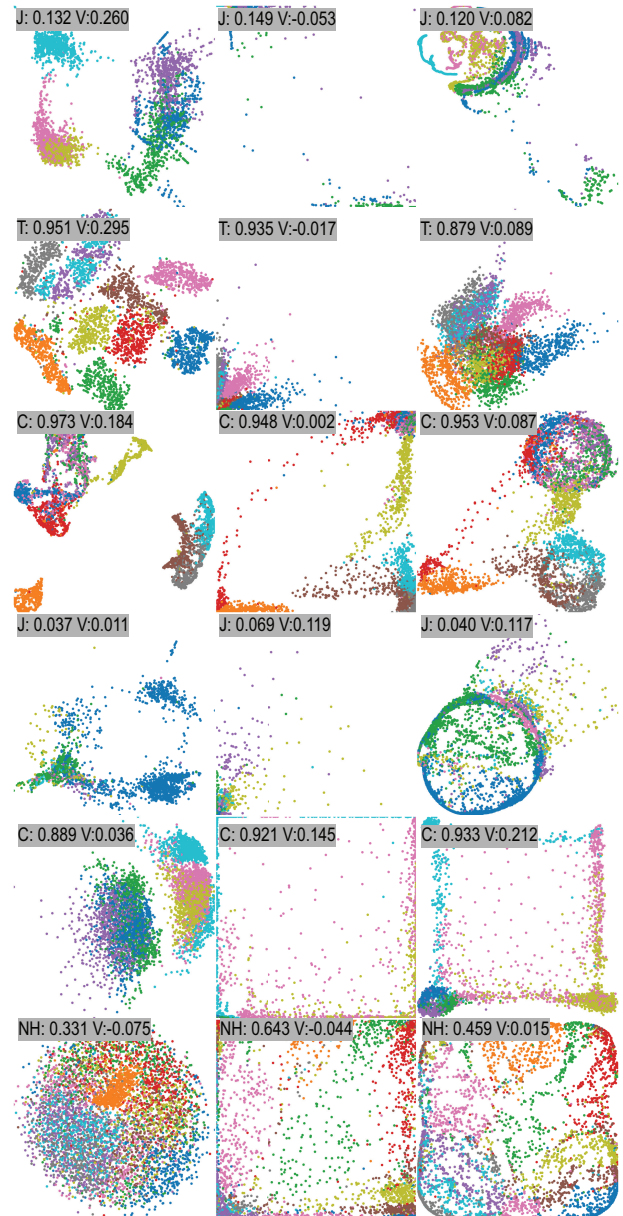 J: 0.132 V:0.260
J: 0.149 V:-0.053
J: 0.120 V:0.082
T: 0.951 V:0.295
T: 0.935 V:-0.017
T: 0.879 V:0.089
C: 0.973 V:0.184
C: 0.948 V:0.002
C: 0.953 V:0.087
J: 0.037 V:0.011
J: 0.069 V:0.119
J: 0.040 V:0.117
C: 0.889 V:0.036
C: 0.921 V:0.145
C: 0.933 V:0.212
NH: 0.331 V:-0.075
NH: 0.643 V:-0.044
NH: 0.459 V:0.015